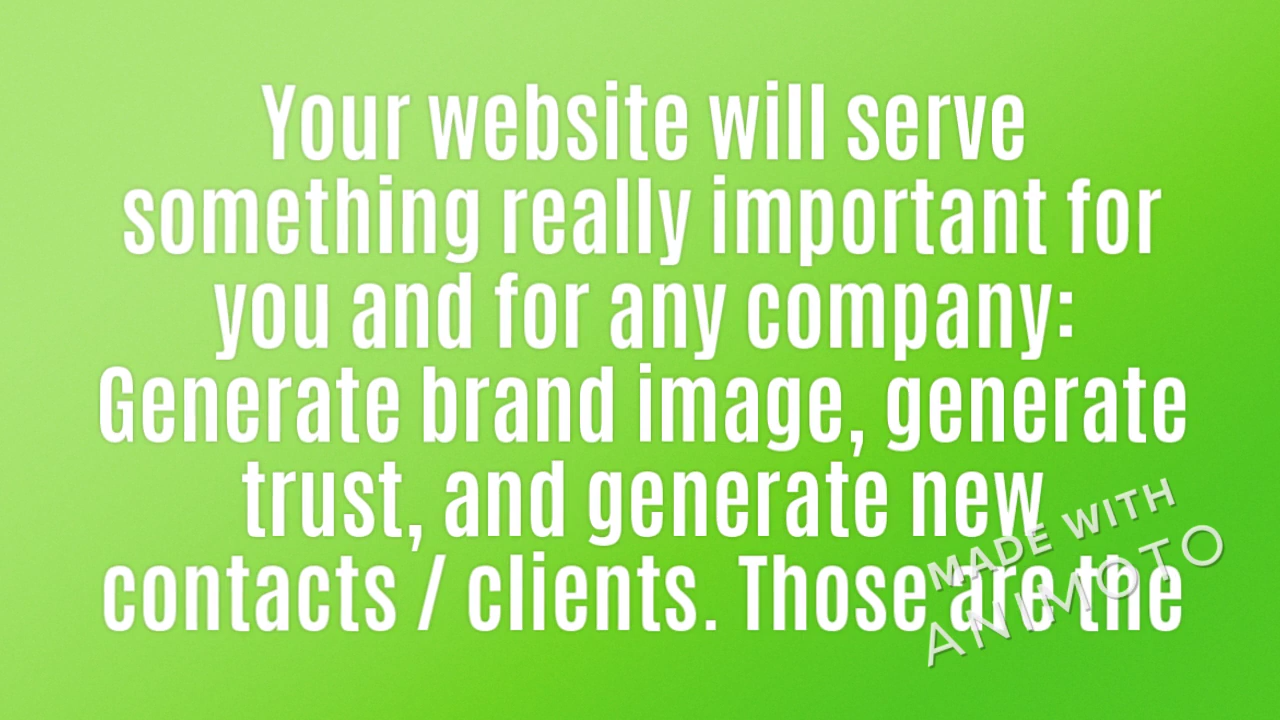 Your website will serve
something really important for
you and for any company:
Generate brand image, generate
trust, and generate new
contacts / clients. Those are the
MADE WITH
ANIMOTO